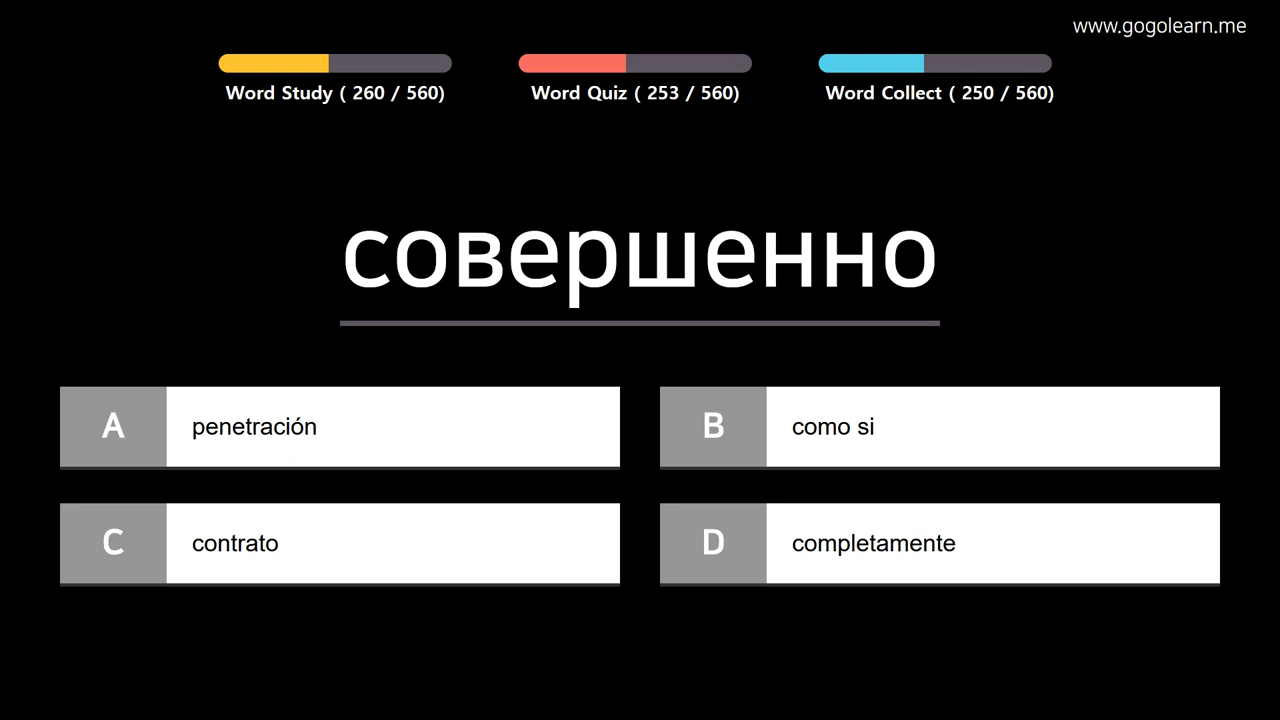 www.gogolearn.me
Word Study ( 260 / 560)
Word Quiz ( 253 / 560)
Word Collect ( 250 / 560)
совершенно
A penetración
B como si
C contrato
D completamente